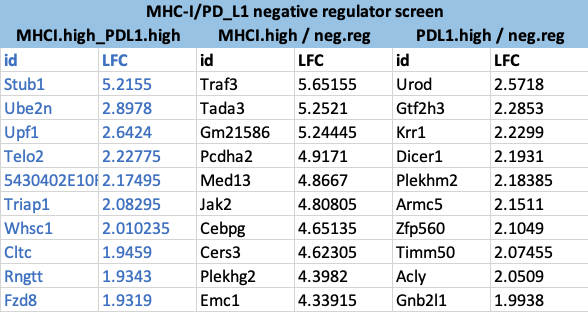 MHC-I/PD_L1 negative regulator screen
MHCI.high_PDL1.high MHCI.high / neg.reg PDL1.high / neg.reg
id LFC id LFC id LFC
Stub1 5.2155 Traf3 5.65155 Urod 2.5718
Ube2n 2.8978 Tada3 5.2521 Gtf2h3 2.2853
Upf1 2.6424 Gm21586 5.24445 Krr1 2.2299
Telo2 2.22775 Pcdha2 4.9171 Dicer1 2.1931
2.17495 Med13 4.8667 Plekhm2 2.18385
Triap1 2.08295 Jak2 4.80805 Armc5 2.1511
Whsc1 2.010235 Cebpg 4.65135 Zfp560 2.1049
Cltc 1.9459 Cers3 4.62305 Timm50 2.07455
Rngtt 1.9343 Plekhg2 4.3982 Acly 2.0509
Fzd8 1.9319 Emc1 4.33915 Gnb2l1 1.9938